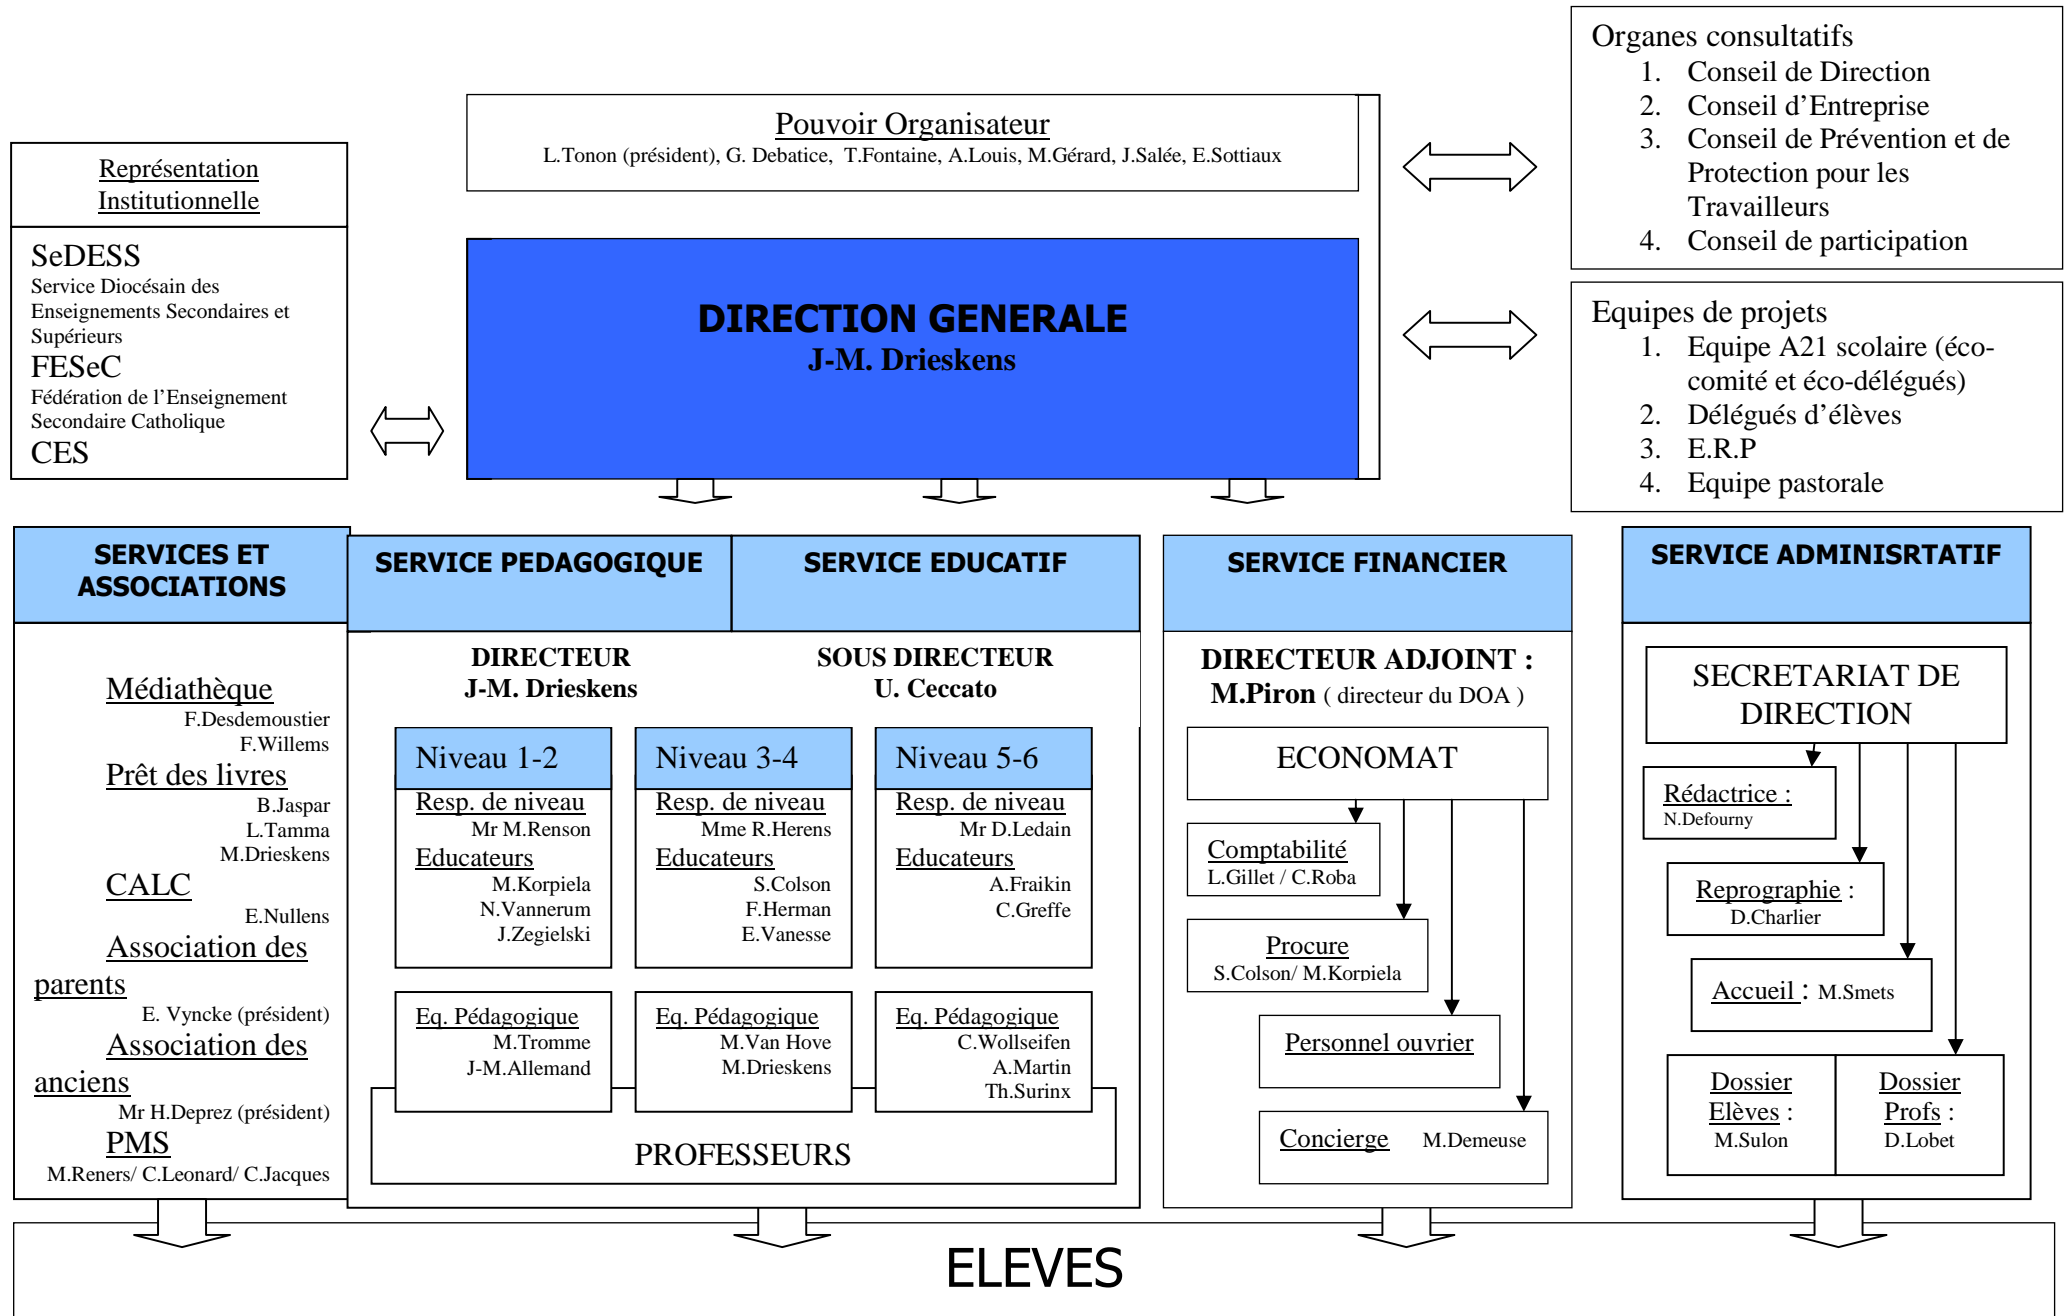 Organes consultatifs
1. Conseil de Direction
2. Conseil d’Entreprise
3. Conseil de Prévention et de
Protection pour les
Travailleurs
4. Conseil de participation
Pouvoir Organisateur
L.Tonon (président), G. Debatice, T.Fontaine, A.Louis, M.Gérard, J.Salée, E.Sottiaux
Représentation
Institutionnelle
SeDESS
Service Diocésain des
Enseignements Secondaires et
Supérieurs
FESeC
Fédération de l’Enseignement
Secondaire Catholique
CES
DIRECTION GENERALE
J-M. Drieskens
Equipes de projets
1. Equipe A21 scolaire (éco-
comité et éco-délégués)
2. Délégués d’élèves
3. E.R.P
4. Equipe pastorale
SERVICES ET
ASSOCIATIONS
Médiathèque
F.Desdemoustier
F.Willems
Prêt des livres
B.Jaspar
L.Tamma
M.Drieskens
CALC
E.Nullens
Association des
parents
E. Vyncke (président)
Association des
anciens
Mr H.Deprez (président)
PMS
M.Reners/ C.Leonard/ C.Jacques
SERVICE PEDAGOGIQUE
SERVICE EDUCATIF
DIRECTEUR
J-M. Drieskens
SOUS DIRECTEUR
U. Ceccato
Niveau 1-2
Resp. de niveau
Mr M.Renson
Educateurs
M.Korpiela
N.Vannerum
J.Zegielski
Eq. Pédagogique
M.Tromme
J-M.Allemand
Niveau 3-4
Resp. de niveau
Mme R.Herens
Educateurs
S.Colson
F.Herman
E.Vanesse
Eq. Pédagogique
M.Van Hove
M.Drieskens
Niveau 5-6
Resp. de niveau
Mr D.Ledain
Educateurs
A.Fraikin
C.Greffe
Eq. Pédagogique
C.Wollseifen
A.Martin
Th.Surinx
PROFESSEURS
SERVICE FINANCIER
DIRECTEUR ADJOINT :
M.Piron ( directeur du DOA )
ECONOMAT
Comptabilité
L.Gillet / C.Roba
Procure
S.Colson/ M.Korpiela
Personnel ouvrier
Concierge M.Demeuse
SERVICE ADMINISRTATIF
SECRETARIAT DE
DIRECTION
Rédactrice :
N.Defourny
Reprographie :
D.Charlier
Accueil : M.Smets
Dossier
Elèves :
M.Sulon
Dossier
Profs :
D.Lobet
ELEVES